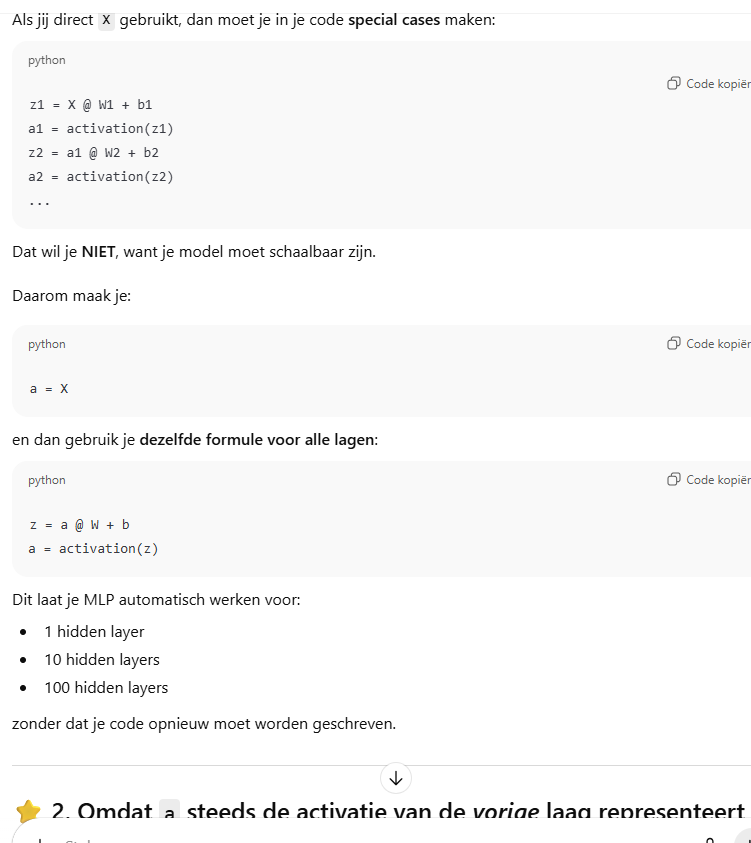 Als jij direct X gebruikt, dan moet je in je code special cases maken:
python
Code kopiër
z1 = X @ W1 + b1
a1 = activation(z1)
z2 = a1 @ W2 + b2
a2 = activation(z2)
...
Dat wil je NIET, want je model moet schaalbaar zijn.
Daarom maak je:
python
Code kopiër
a = X
en dan gebruik je dezelfde formule voor alle lagen:
python
Code kopiër
z = a @ W + b
a = activation(z)
Dit laat je MLP automatisch werken voor:
1 hidden layer
10 hidden layers
100 hidden layers
zonder dat je code opnieuw moet worden geschreven.
2. Omdat a steeds de activatie van de vorige laag representeert